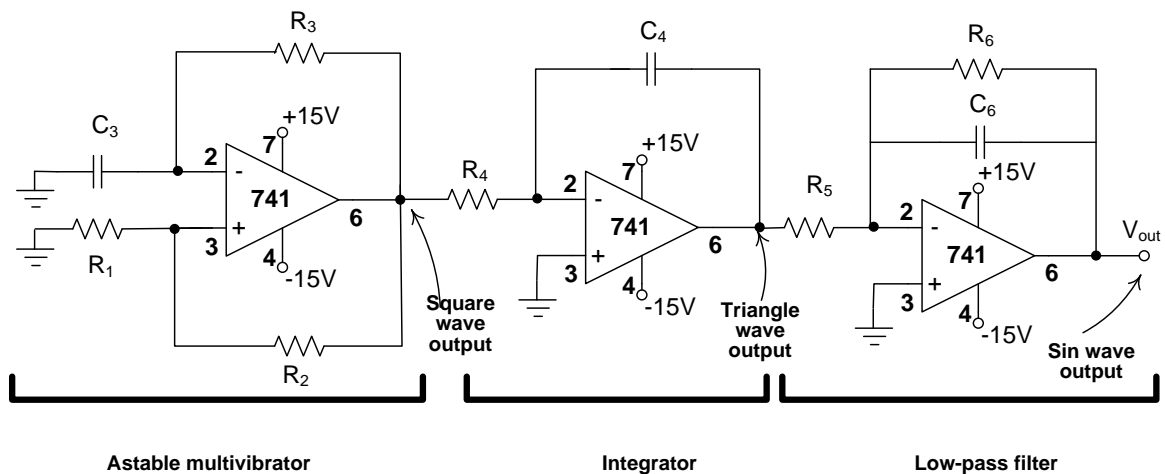 R3
C3
+15V
7
2
-
741
6
+
3
4
-15V
R1
R2
Square
wave
output
C4
R4
+15V
7
2
-
741
6
+
3
4
-15V
Triangle
wave
output
R6
C6
R5
+15V
7
2
-
741
6
+
3
4
-15V
Vout
Sin wave
output
Astable multivibrator
Integrator
Low-pass filter